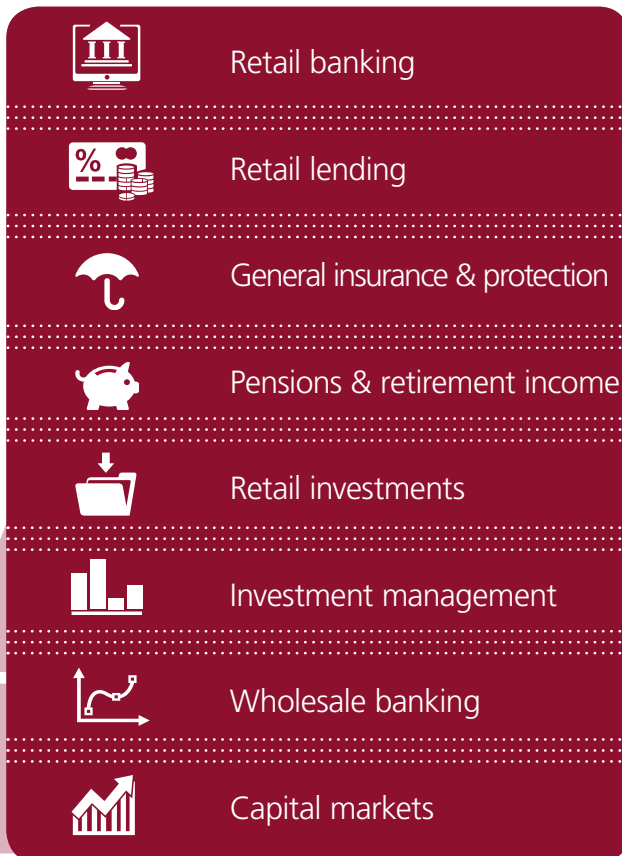 Retail banking
%
Retail lending
General insurance & protection
Pensions & retirement income
Retail investments
Investment management
Wholesale banking
Capital markets